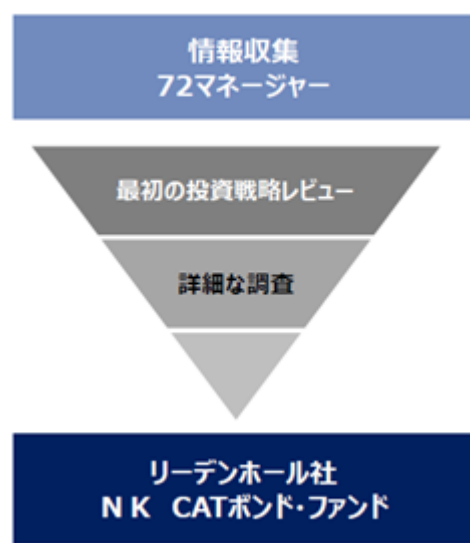 情報収集
72マネージャー
最初の投資戦略レビュー
詳細な調査
リーデンホール社
NK CATボンド・ファンド